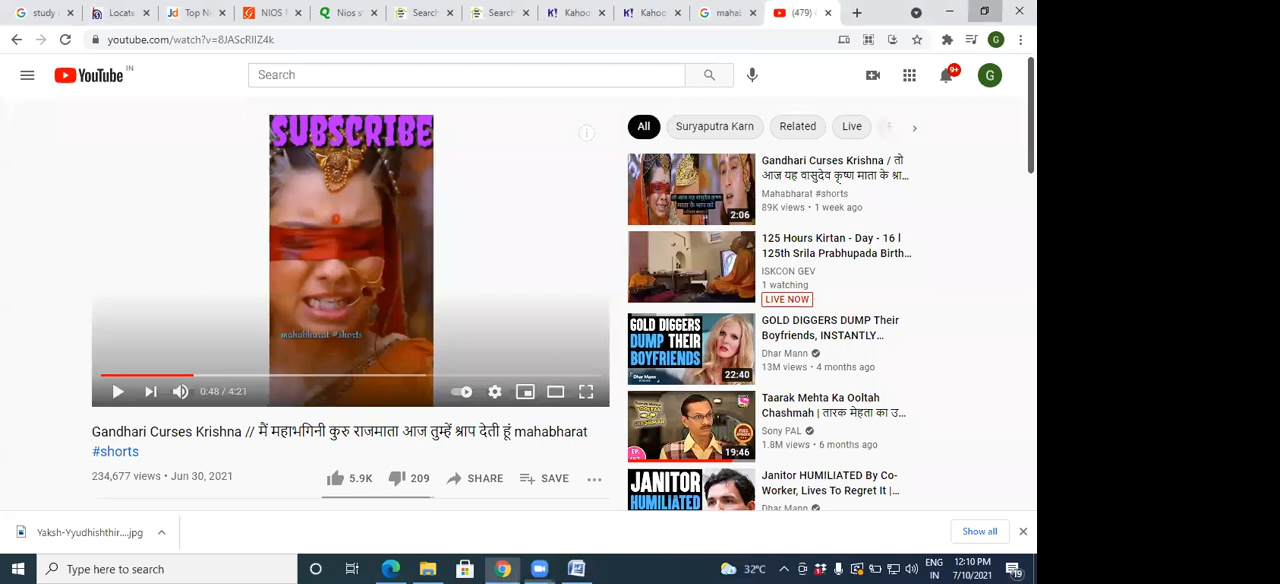 study
Locate
Top Ni
NIOS F
Nios s
Search
Search
Kahoo
Kahoo
mahal
(479)
youtube.com/watch?v=8JAScRIIZ4k
YouTube IN
Search
9+
G
SUBSCRIBE
mahabharat #shorts
0:48 / 4:21
Gandhari Curses Krishna // मैं महाभगिनी कुरु राजमाता आज तुम्हें श्राप देती हूं mahabharat
#shorts
234,677 views • Jun 30, 2021
5.9K
209
SHARE
SAVE
All
Suryaputra Karn
Related
Live
2:06
Gandhari Curses Krishna / तो
आज यह वासुदेव कृष्ण माता के श्रा...
Mahabharat #shorts
89K views • 1 week ago
125 Hours Kirtan - Day - 16 l
125th Srila Prabhupada Birth...
ISKCON GEV
1 watching
LIVE NOW
GOLD DIGGERS
DUMP THEIR
BOYFRIENDS
Dhar Mann
22:40
GOLD DIGGERS DUMP Their
Boyfriends, INSTANTLY...
Dhar Mann
13M views • 4 months ago
19:46
Taarak Mehta Ka Ooltah
Chashmah | तारक मेहता का उ...
Sony PAL
1.8M views • 6 months ago
JANITOR
HUMILIATED
Janitor HUMILIATED By Co-
Worker, Lives To Regret It |...
Dhar Mann
Yaksh-Yyudhishthir....jpg
Show all
Type here to search
32°C
ENG
IN
12:10 PM
7/10/2021
19